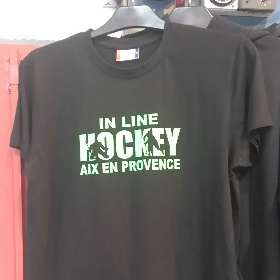 IN LINE
HOCKEY
AIX EN PROVENCE